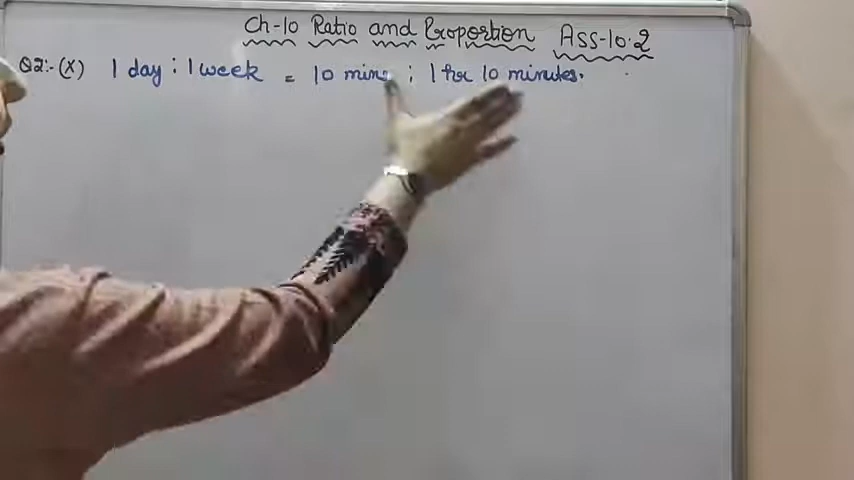 Ch-10 Ratio and Proportion Ass-10.2
Q2:- (x) 1 day : 1 week = 10 mins : 1 hr 10 minutes.